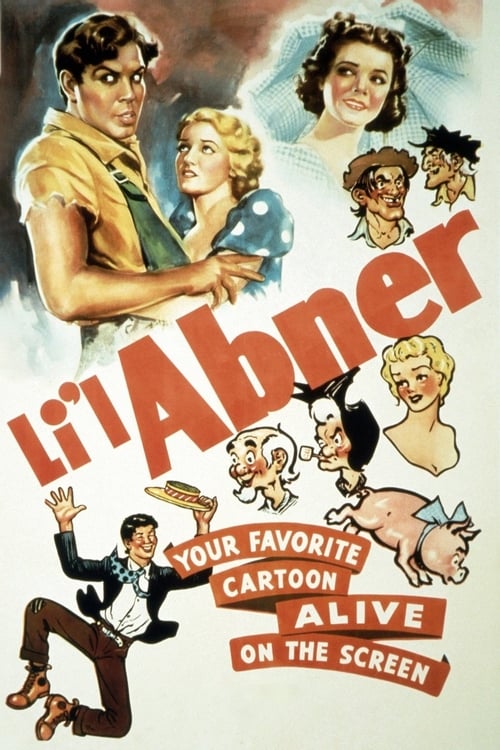 Li'l Abner
YOUR FAVORITE
CARTOON
ALIVE
ON THE SCREEN